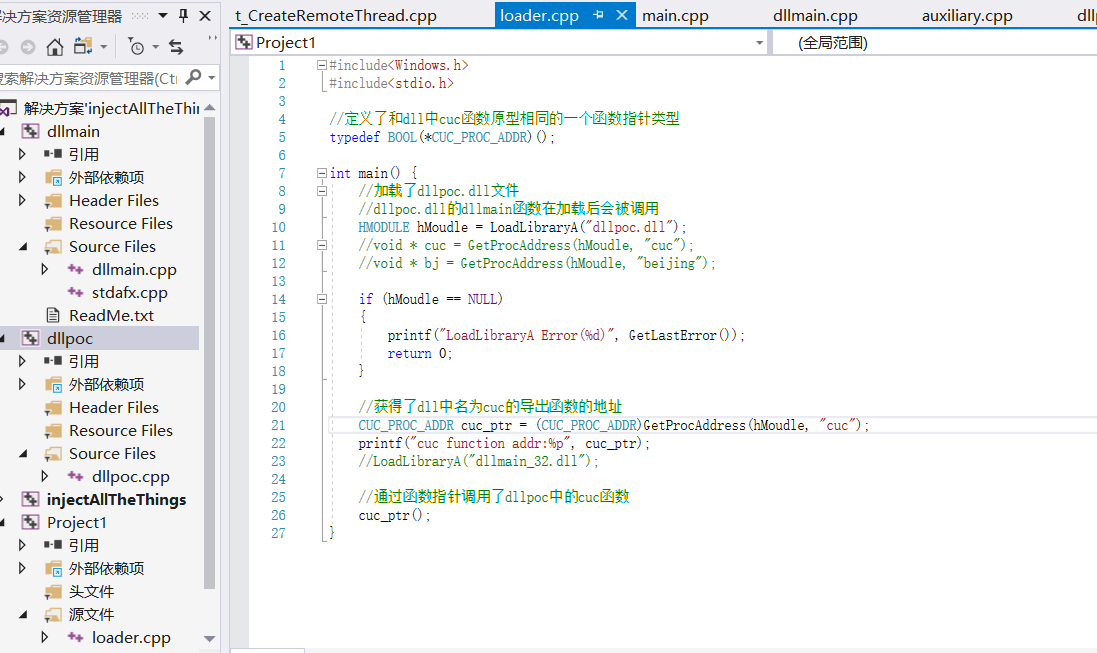 解决方案资源管理器
搜索解决方案资源管理器(Ctr
解决方案'injectAllTheThi
dllmain
引用
外部依赖项
Header Files
Resource Files
Source Files
dllmain.cpp
stdafx.cpp
ReadMe.txt
dllpoc
引用
外部依赖项
Header Files
Resource Files
Source Files
dllpoc.cpp
injectAllTheThings
Project1
引用
外部依赖项
头文件
源文件
loader.cpp
t_CreateRemoteThread.cpp loader.cpp main.cpp dllmain.cpp auxiliary.cpp dllp
Project1 (全局范围)
1 #include<Windows.h>
2 #include<stdio.h>
3
4 //定义了和dll中cuc函数原型相同的一个函数指针类型
5 typedef BOOL(*CUC_PROC_ADDR)();
6
7 int main() {
8 //加载了dllpoc.dll文件
9 //dllpoc.dll的dllmain函数在加载后会被调用
10 HMODULE hMoudle = LoadLibraryA("dllpoc.dll");
11 //void * cuc = GetProcAddress(hMoudle, "cuc");
12 //void * bj = GetProcAddress(hMoudle, "beijing");
13
14 if (hMoudle == NULL)
15 {
16 printf("LoadLibraryA Error(%d)", GetLastError());
17 return 0;
18 }
19
20 //获得了dll中名为cuc的导出函数的地址
21 CUC_PROC_ADDR cuc_ptr = (CUC_PROC_ADDR)GetProcAddress(hMoudle, "cuc");
22 printf("cuc function addr:%p", cuc_ptr);
23 //LoadLibraryA("dllmain_32.dll");
24
25 //通过函数指针调用了dllpoc中的cuc函数
26 cuc_ptr();
27 }